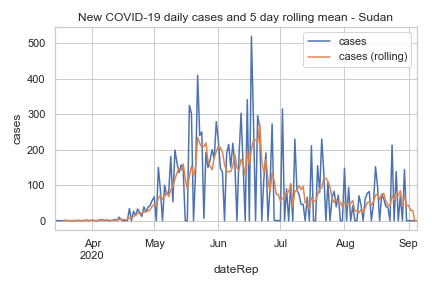 New COVID-19 daily cases and 5 day rolling mean - Sudan
cases
cases (rolling)
500
400
300
200
100
0
cases
Apr
2020
May
Jun
Jul
Aug
Sep
dateRep